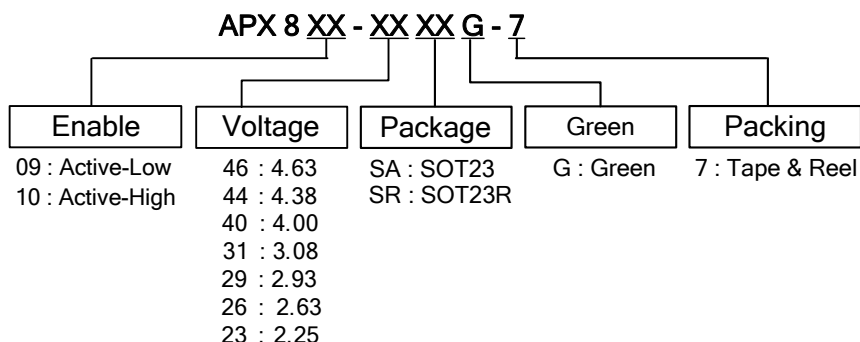 APX 8 XX - XX XX G - 7
Enable Voltage Package Green Packing
09 : Active-Low
10 : Active-High
46 : 4.63
44 : 4.38
40 : 4.00
31 : 3.08
29 : 2.93
26 : 2.63
23 : 2.25
SA : SOT23
SR : SOT23R
G : Green
7 : Tape & Reel